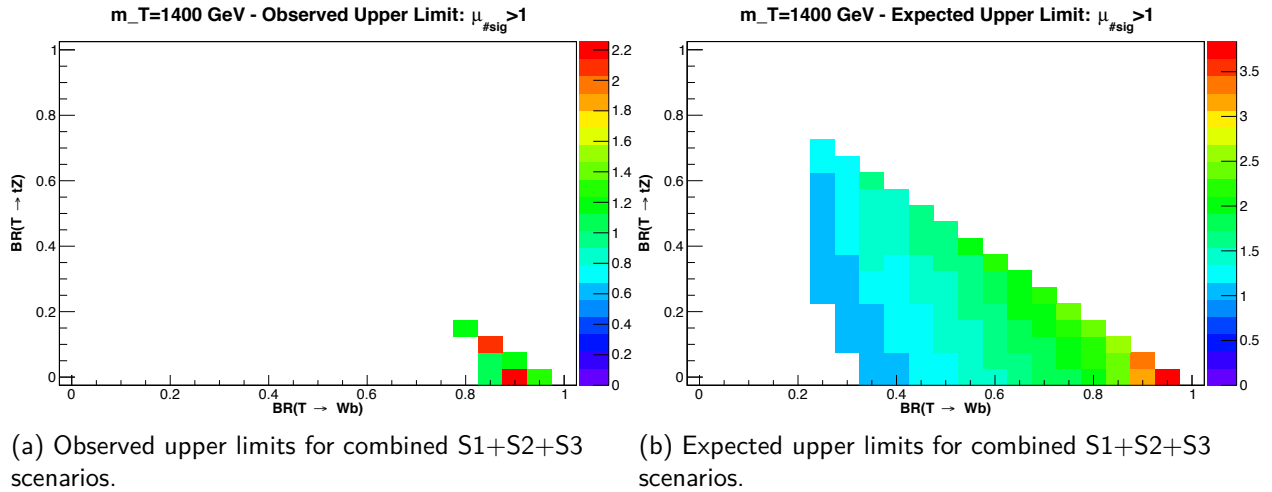 m_T=1400 GeV - Observed Upper Limit: μ_#sig>1
1
0.8
0.6
0.4
0.2
0
BR(T → tZ)
0 0.2 0.4 0.6 0.8 1
BR(T → Wb)
2.2
2
1.8
1.6
1.4
1.2
1
0.8
0.6
0.4
0.2
0
(a) Observed upper limits for combined S1+S2+S3
scenarios.
m_T=1400 GeV - Expected Upper Limit: μ_#sig>1
1
0.8
0.6
0.4
0.2
0
BR(T → tZ)
0 0.2 0.4 0.6 0.8 1
BR(T → Wb)
3.5
3
2.5
2
1.5
1
0.5
0
(b) Expected upper limits for combined S1+S2+S3
scenarios.